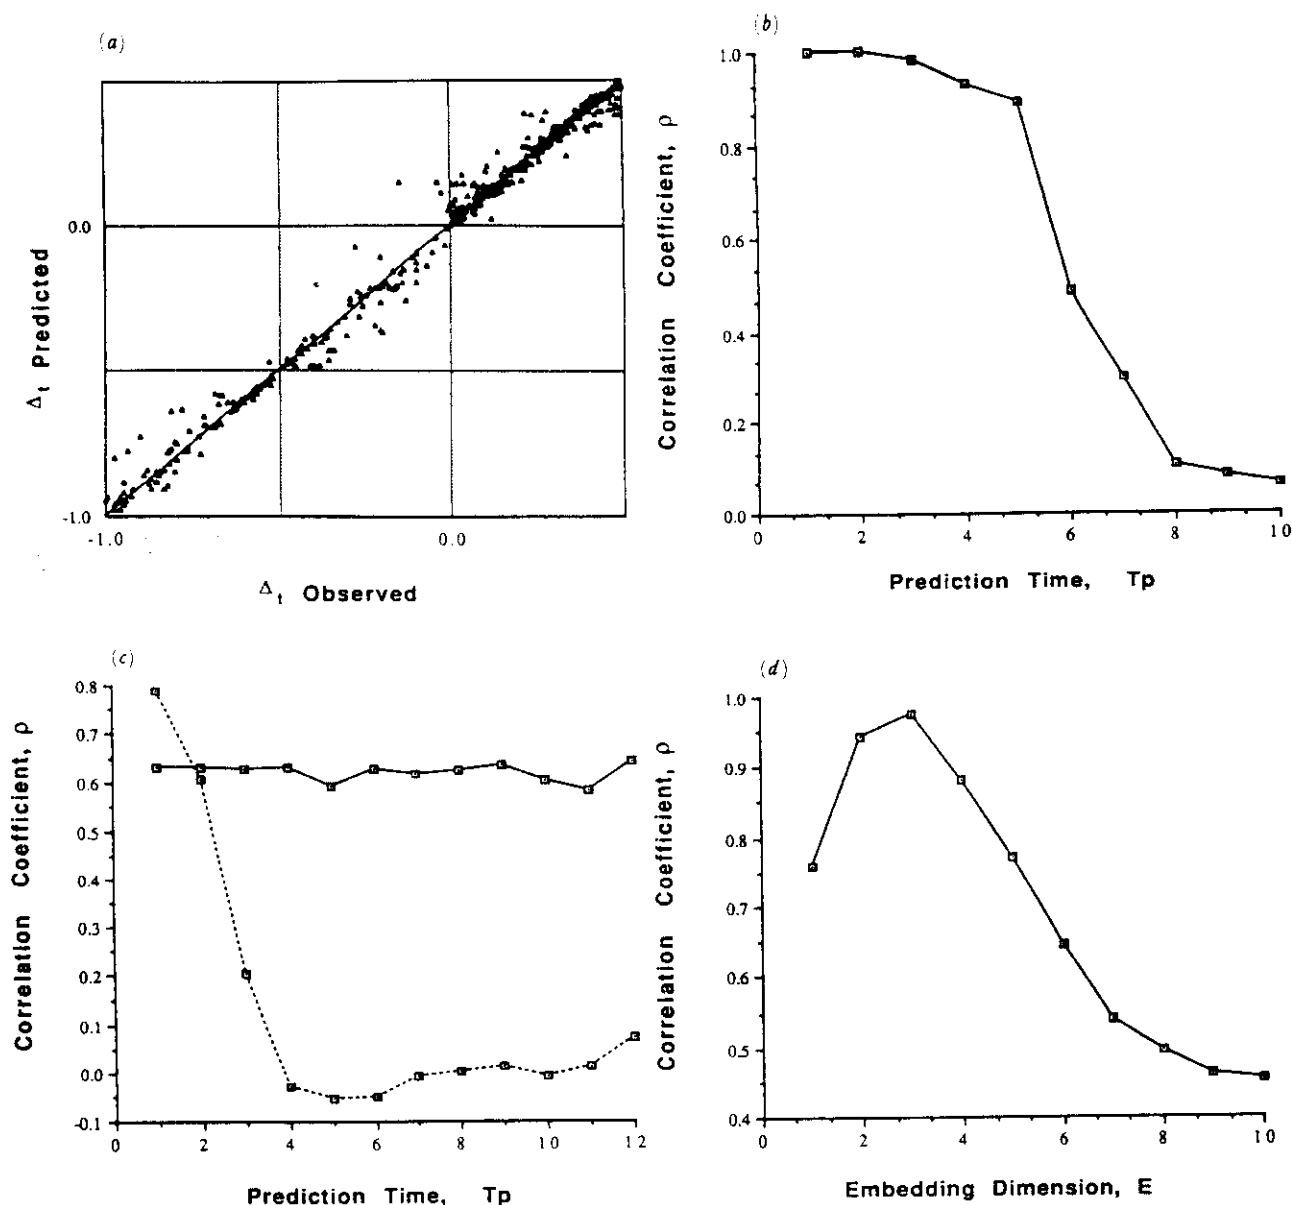 (a)
Δt Predicted
0.0
-1.0
-1.0 0.0
Δt Observed
(b)
Correlation Coefficient, ρ
1.0
0.8
0.6
0.4
0.2
0.0
0 2 4 6 8 10
Prediction Time, Tp
(c)
Correlation Coefficient, ρ
0.8
0.7
0.6
0.5
0.4
0.3
0.2
0.1
0.0
-0.1
0 2 4 6 8 10 12
Prediction Time, Tp
(d)
Correlation Coefficient, ρ
1.0
0.9
0.8
0.7
0.6
0.5
0.4
0 2 4 6 8 10
Embedding Dimension, E